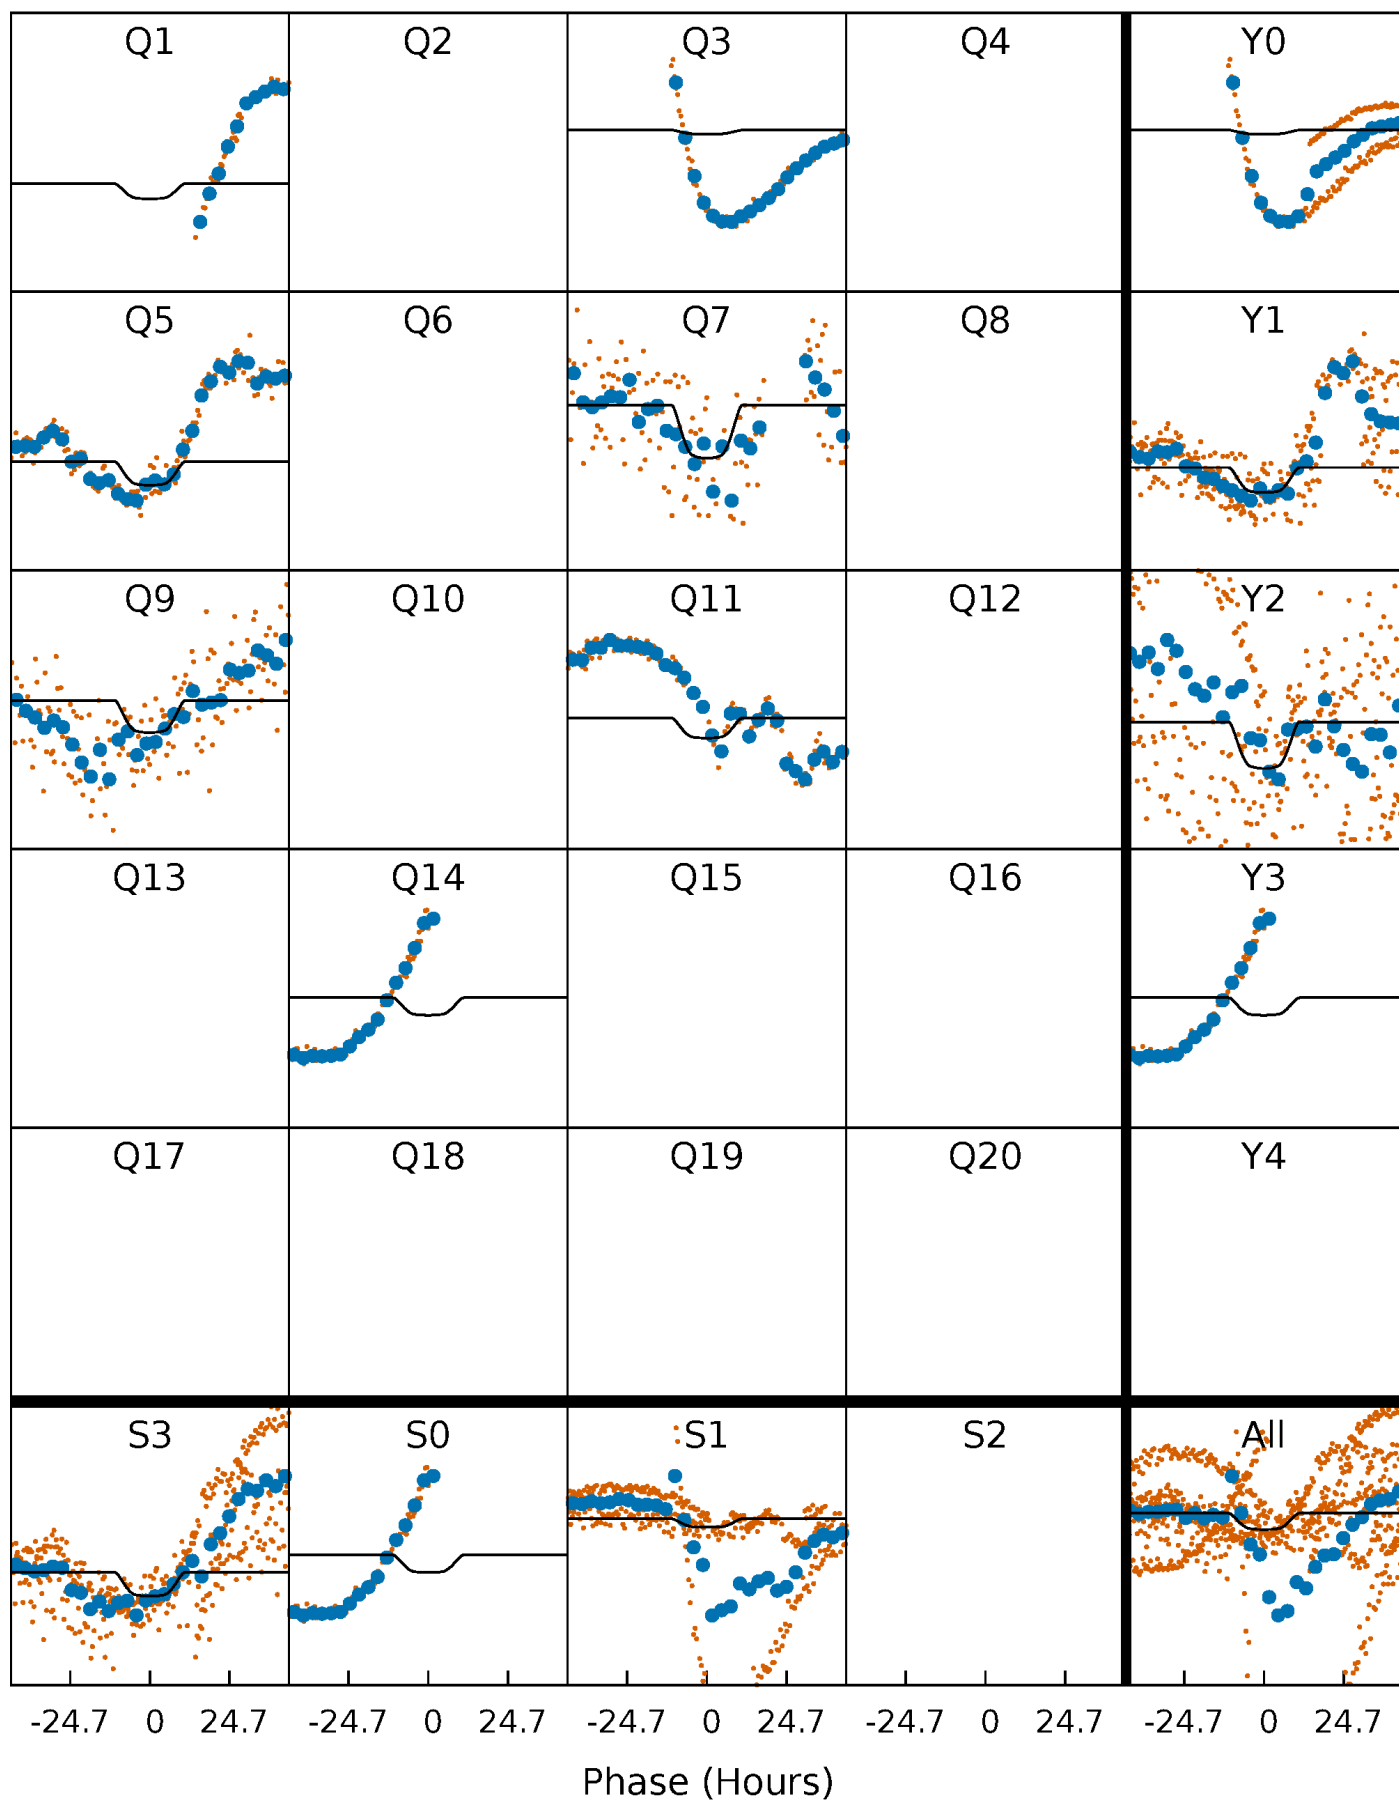 Q1 Q2 Q3 Q4 Y0
Q5 Q6 Q7 Q8 Y1
Q9 Q10 Q11 Q12 Y2
Q13 Q14 Q15 Q16 Y3
Q17 Q18 Q19 Q20 Y4
S3 S0 S1 S2 All
-24.7 0 24.7 -24.7 0 24.7 -24.7 0 24.7 -24.7 0 24.7 -24.7 0 24.7
Phase (Hours)